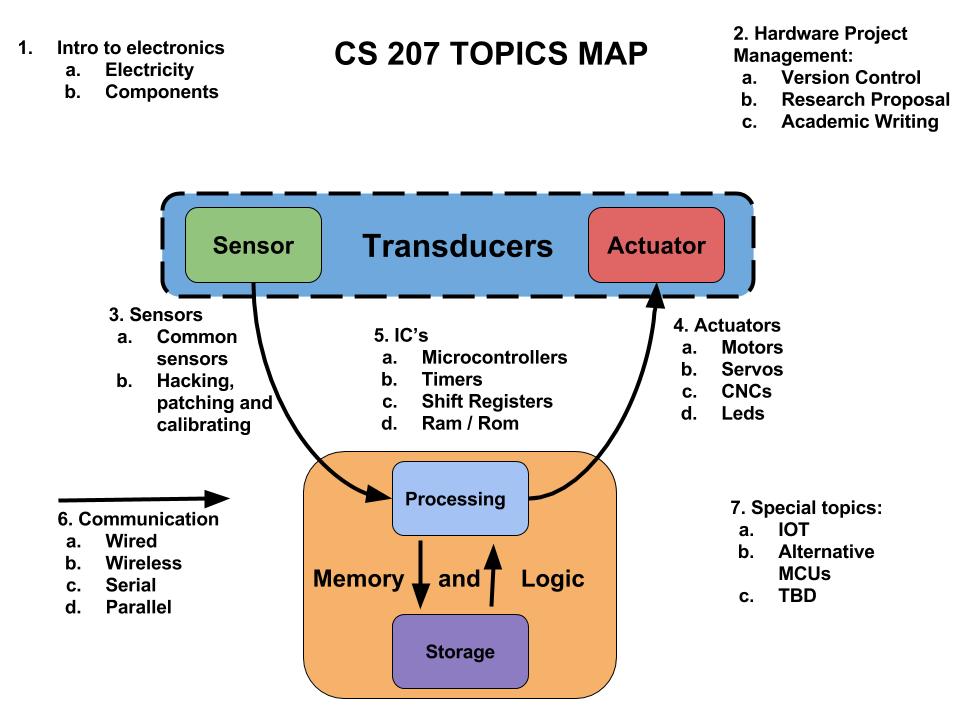 CS 207 TOPICS MAP
1. Intro to electronics
a. Electricity
b. Components
2. Hardware Project
Management:
a. Version Control
b. Research Proposal
c. Academic Writing
Sensor
Transducers
Actuator
3. Sensors
a. Common
sensors
b. Hacking,
patching and
calibrating
5. IC's
a. Microcontrollers
b. Timers
c. Shift Registers
d. Ram / Rom
4. Actuators
a. Motors
b. Servos
c. CNCs
d. Leds
Processing
Memory and Logic
Storage
6. Communication
a. Wired
b. Wireless
c. Serial
d. Parallel
7. Special topics:
a. IOT
b. Alternative
MCUs
c. TBD